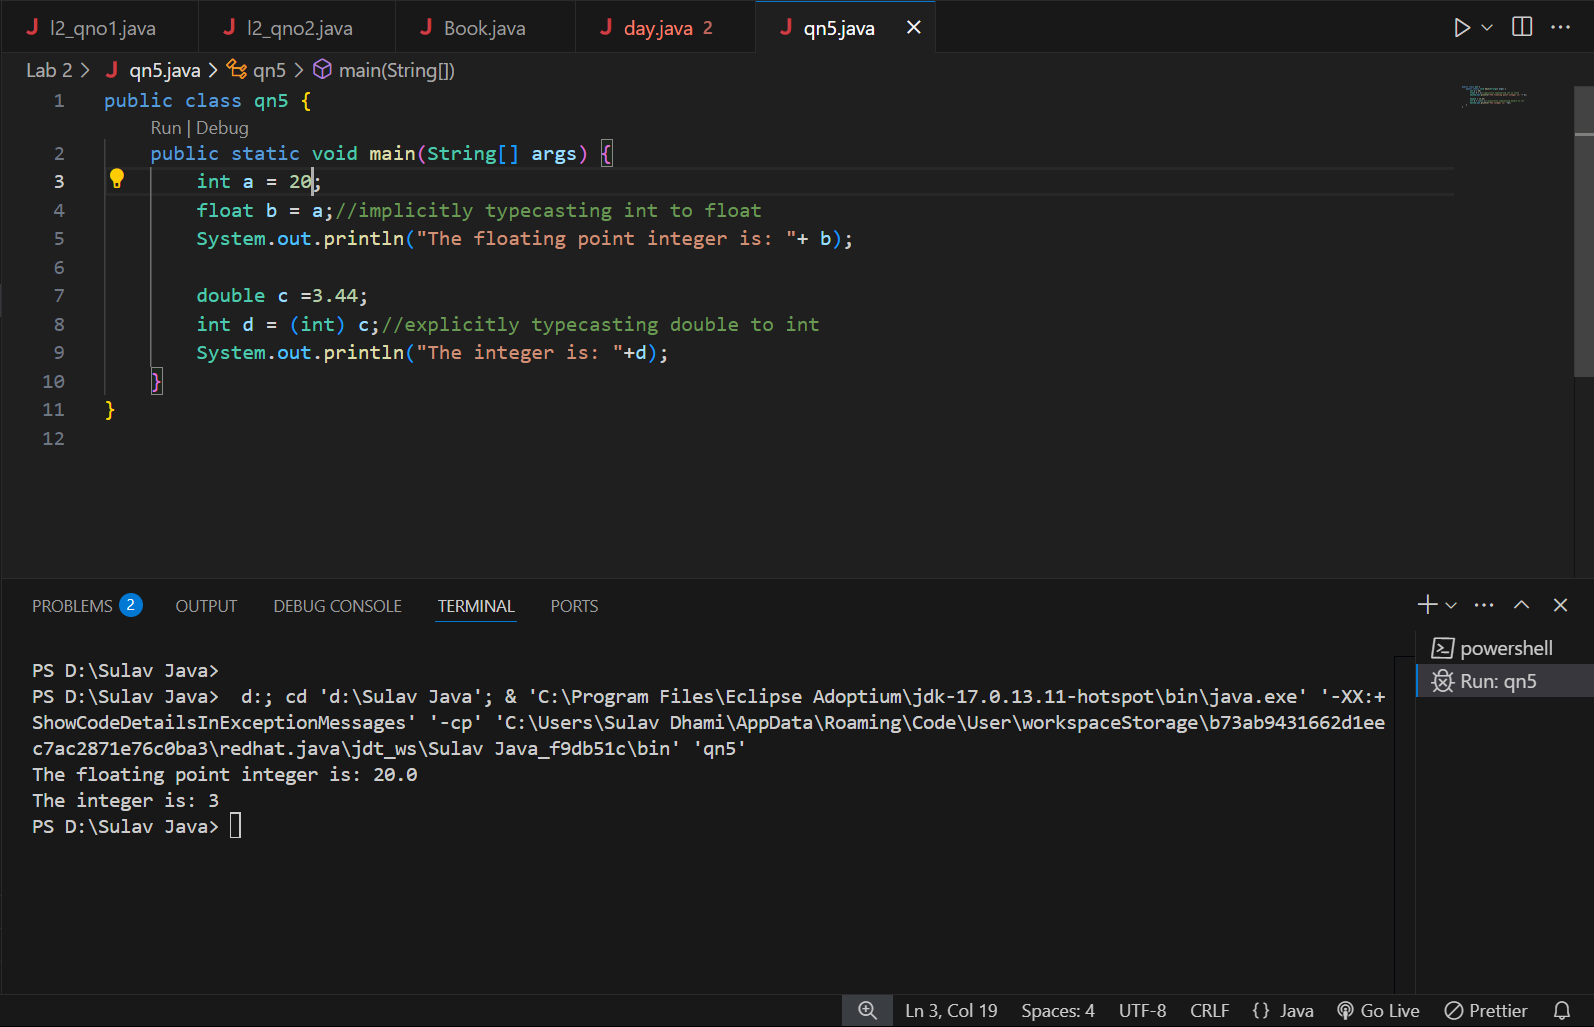 l2_qno1.java
l2_qno2.java
Book.java
day.java 2
qn5.java
Lab 2 > qn5.java > qn5 > main(String[])
1 public class qn5 {
Run | Debug
2 public static void main(String[] args) {
3 int a = 20;
4 float b = a;//implicitly typecasting int to float
5 System.out.println("The floating point integer is: "+ b);
6
7 double c =3.44;
8 int d = (int) c;//explicitly typecasting double to int
9 System.out.println("The integer is: "+d);
10 }
11 }
12
PROBLEMS 2 OUTPUT DEBUG CONSOLE TERMINAL PORTS
powershell
Run: qn5
PS D:\Sulav Java>
PS D:\Sulav Java>  d:; cd 'd:\Sulav Java'; & 'C:\Program Files\Eclipse Adoptium\jdk-17.0.13.11-hotspot\bin\java.exe' '-XX:+
ShowCodeDetailsInExceptionMessages' '-cp' 'C:\Users\Sulav Dhami\AppData\Roaming\Code\User\workspaceStorage\b73ab9431662d1ee
c7ac2871e76c0ba3\redhat.java\jdt_ws\Sulav Java_f9db51c\bin' 'qn5'
The floating point integer is: 20.0
The integer is: 3
PS D:\Sulav Java>
Ln 3, Col 19 Spaces: 4 UTF-8 CRLF {} Java Go Live Prettier